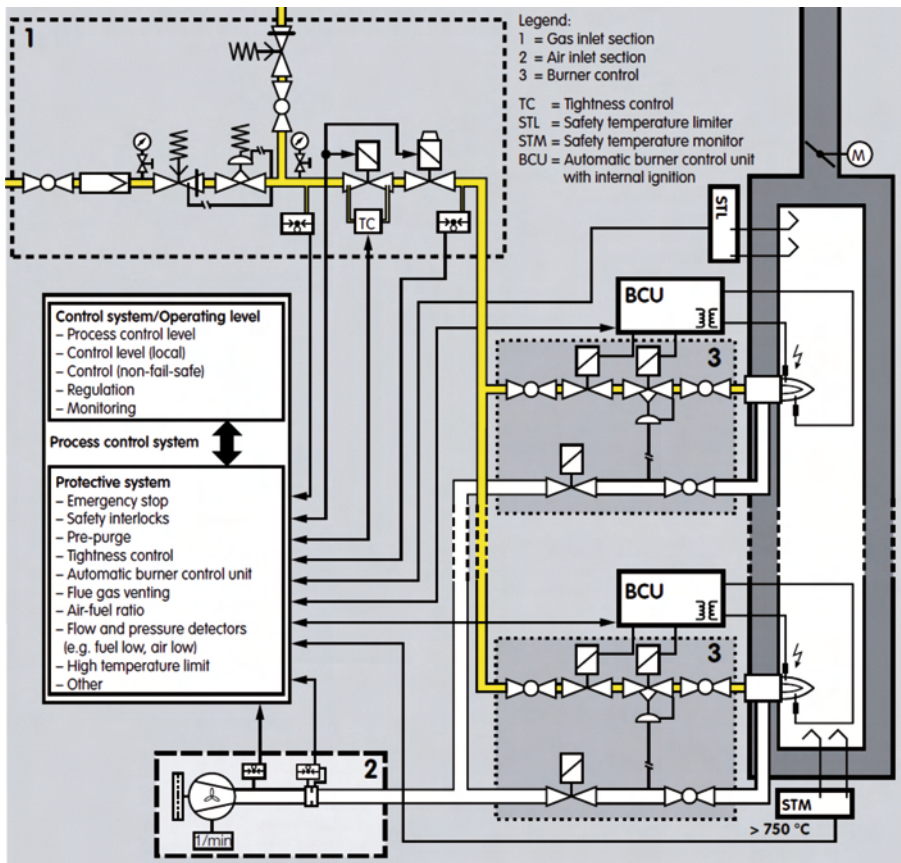 1
Legend:
1 = Gas inlet section
2 = Air inlet section
3 = Burner control
TC = Tightness control
STL = Safety temperature limiter
STM = Safety temperature monitor
BCU = Automatic burner control unit
with internal ignition
M
TC
STL
BCU
3
Control system/Operating level
– Process control level
– Control level (local)
– Control (non-fail-safe)
– Regulation
– Monitoring
Process control system
Protective system
– Emergency stop
– Safety interlocks
– Pre-purge
– Tightness control
– Automatic burner control unit
– Flue gas venting
– Air-fuel ratio
– Flow and pressure detectors
(e.g. fuel low, air low)
– High temperature limit
– Other
BCU
3
2
1/min
STM
> 750 °C